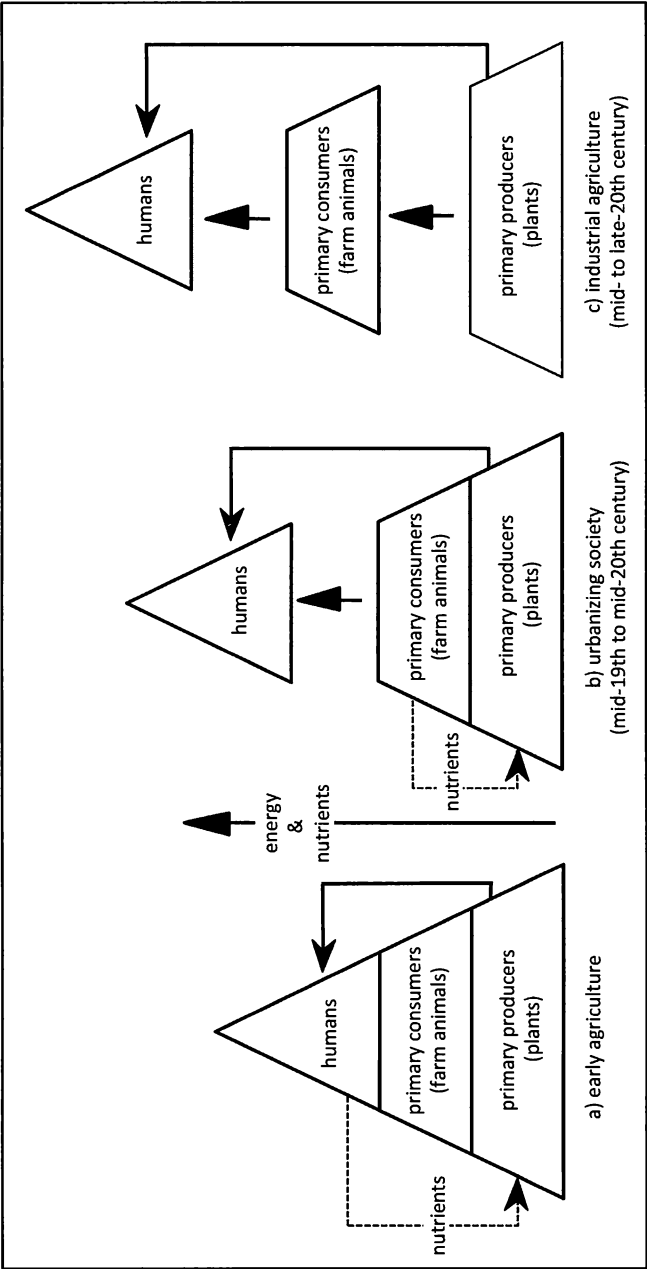 humans
primary consumers
(farm animals)
primary producers
(plants)
nutrients
a) early agriculture
energy
&
nutrients
humans
primary consumers
(farm animals)
primary producers
(plants)
nutrients
b) urbanizing society
(mid-19th to mid-20th century)
humans
primary consumers
(farm animals)
primary producers
(plants)
c) industrial agriculture
(mid- to late-20th century)